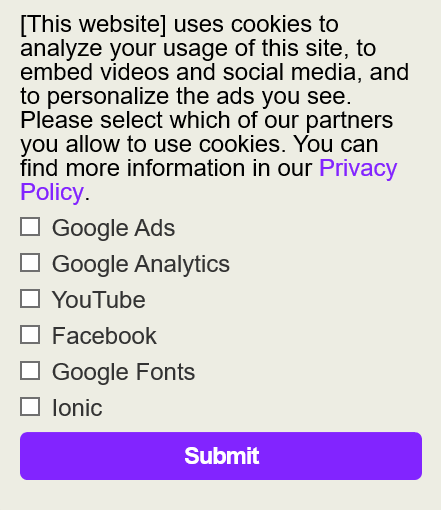 [This website] uses cookies to
analyze your usage of this site, to
embed videos and social media, and
to personalize the ads you see.
Please select which of our partners
you allow to use cookies. You can
find more information in our Privacy
Policy.
Google Ads
Google Analytics
YouTube
Facebook
Google Fonts
Ionic
Submit